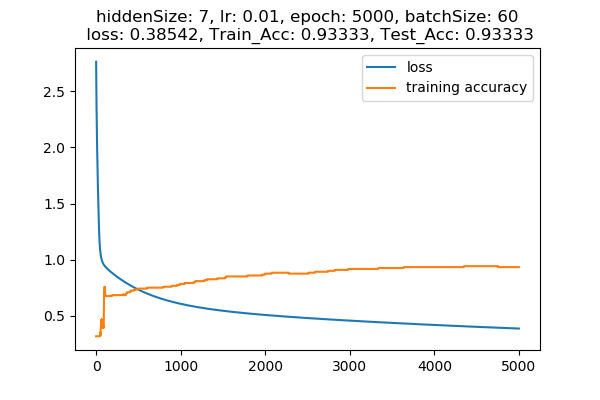 hiddenSize: 7, lr: 0.01, epoch: 5000, batchSize: 60
loss: 0.38542, Train_Acc: 0.93333, Test_Acc: 0.93333
loss
training accuracy
2.5
2.0
1.5
1.0
0.5
0 1000 2000 3000 4000 5000